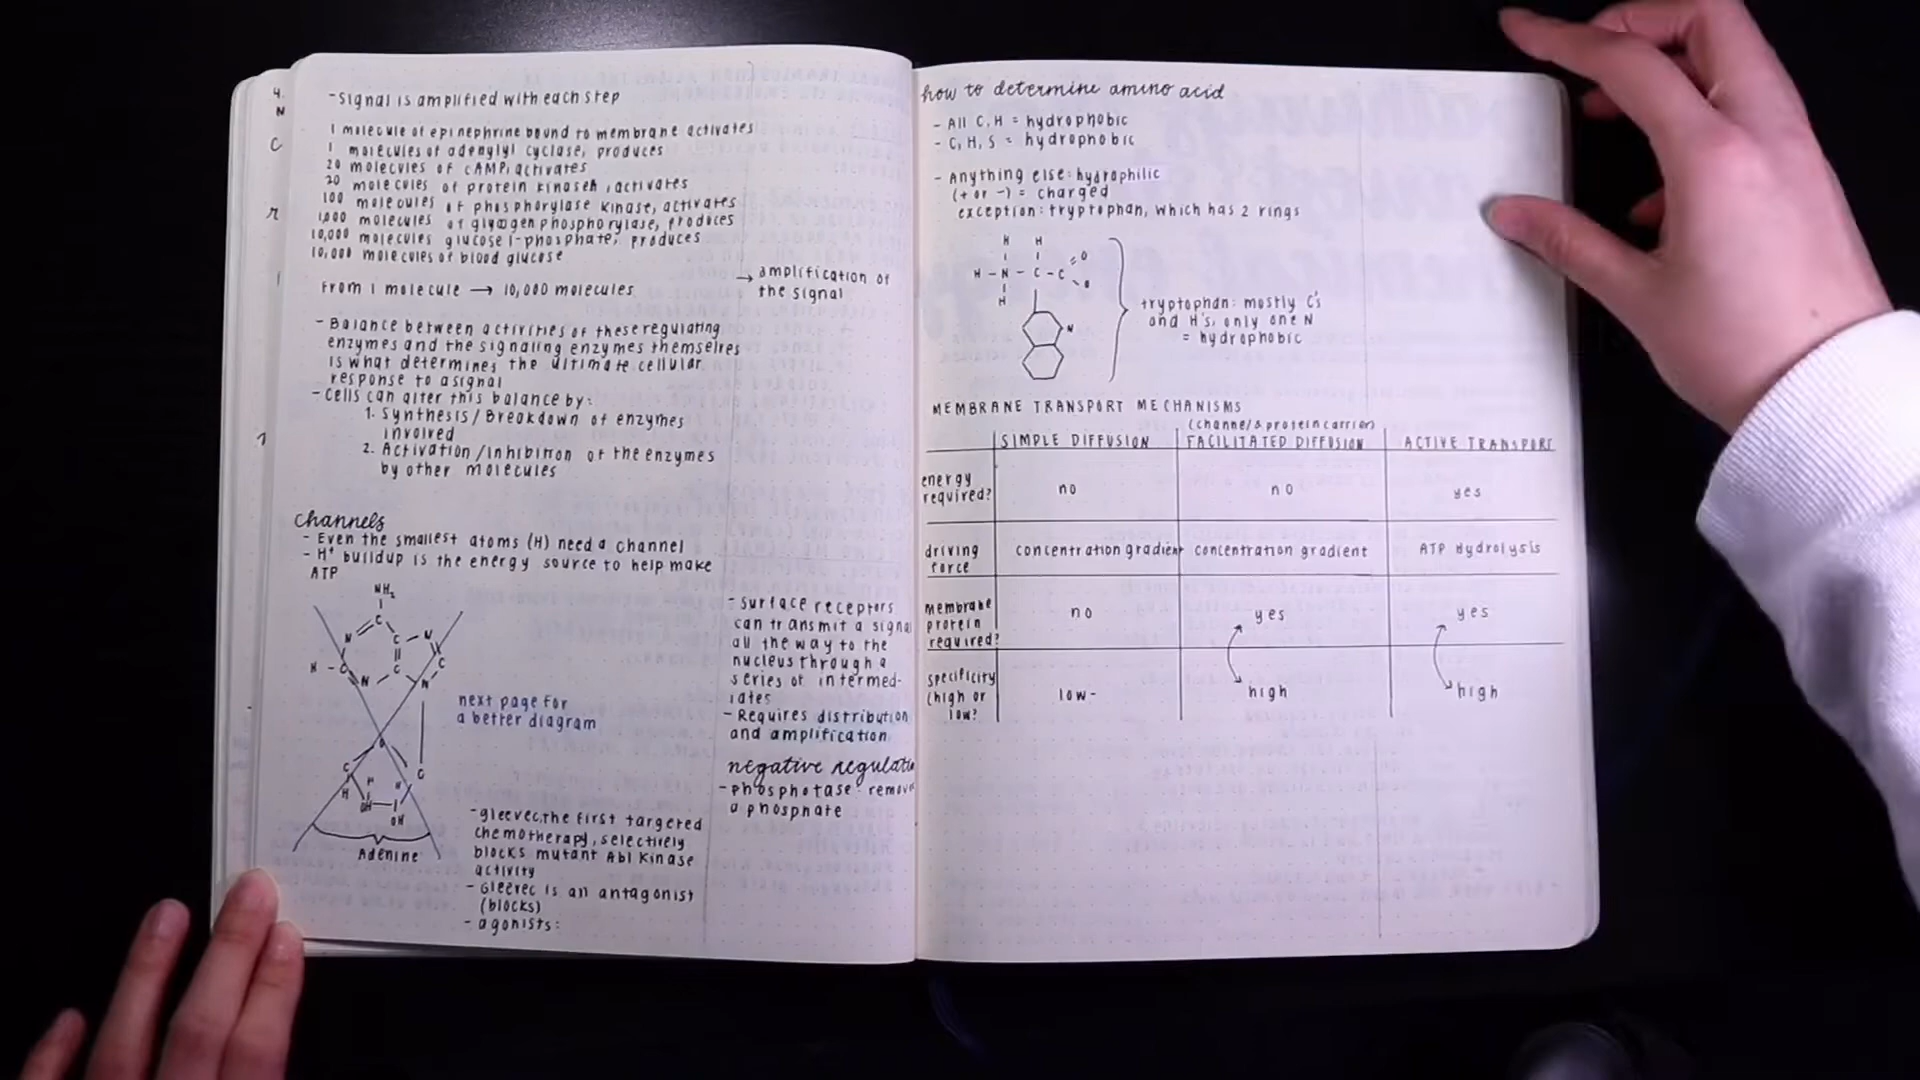 4.
N
C
r
- Signal is amplified with each step
1 molecule of epinephrine bound to membrane activates
1 molecules of adenylyl cyclase, produces
20 molecules of cAMP, activates
20 molecules of protein kinase A, activates
100 molecules of phosphorylase kinase, activates
1,000 molecules of glycogen phosphorylase, produces
10,000 molecules glucose 1-phosphate, produces
10,000 molecules of blood glucose
From 1 molecule → 10,000 molecules
→ amplification of
the signal
- Balance between activities of these regulating
enzymes and the signaling enzymes themselves
is what determines the ultimate cellular
response to a signal
- Cells can alter this balance by:
1. Synthesis/Breakdown of enzymes
involved
2. Activation/inhibition of the enzymes
by other molecules
channels
- Even the smallest atoms (H) need a channel
- H+ buildup is the energy source to help make
ATP
NH2
C
N C N
H - C C C
N N
next page for
a better diagram
C C
H H H
OH OH
Adenine
- gleevec, the first targeted
chemotherapy, selectively
blocks mutant Abl Kinase
activity
- Gleevec is an antagonist
(blocks)
- agonists:
- Surface receptors
can transmit a signal
all the way to the
nucleus through a
series of intermed-
iates
- Requires distribution
and amplification
negative regulatio
- phosphotase: remove
a phosphate
how to determine amino acid
- All C, H = hydrophobic
- C, H, S = hydrophobic
- Anything else: hydrophilic
(+ or -) = charged
exception: tryptophan, which has 2 rings
H H
H - N - C - C O
H O
N
tryptophan: mostly C's
and H's, only one N
= hydrophobic
MEMBRANE TRANSPORT MECHANISMS
(channel & protein carrier)
SIMPLE DIFFUSION FACILITATED DIFFUSION ACTIVE TRANSPORT
energy
required? no no yes
driving
force concentration gradient concentration gradient ATP Hydrolysis
membrane
protein
required? no yes yes
specificity
(high or
low? low- high high